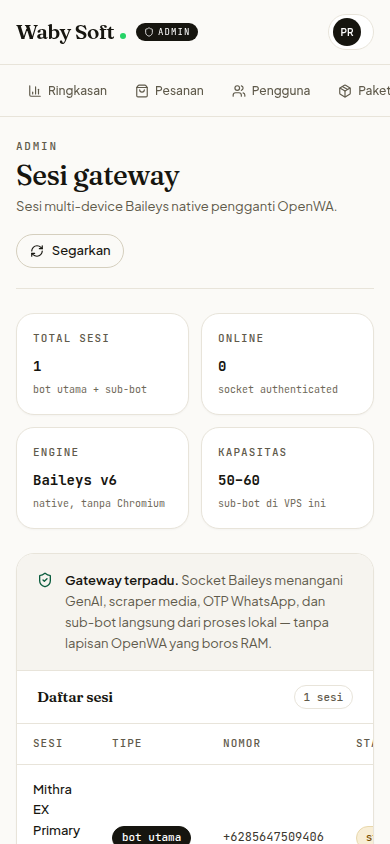 Waby Soft
ADMIN
PR
Ringkasan
Pesanan
Pengguna
Paket
ADMIN
Sesi gateway
Sesi multi-device Baileys native pengganti OpenWA.
Segarkan
TOTAL SESI
1
bot utama + sub-bot
ONLINE
0
socket authenticated
ENGINE
Baileys v6
native, tanpa Chromium
KAPASITAS
50–60
sub-bot di VPS ini
Gateway terpadu. Socket Baileys menangani
GenAI, scraper media, OTP WhatsApp, dan
sub-bot langsung dari proses lokal — tanpa
lapisan OpenWA yang boros RAM.
Daftar sesi
1 sesi
SESI TIPE NOMOR
Mithra
EX
Primary
bot utama
+6285647509406